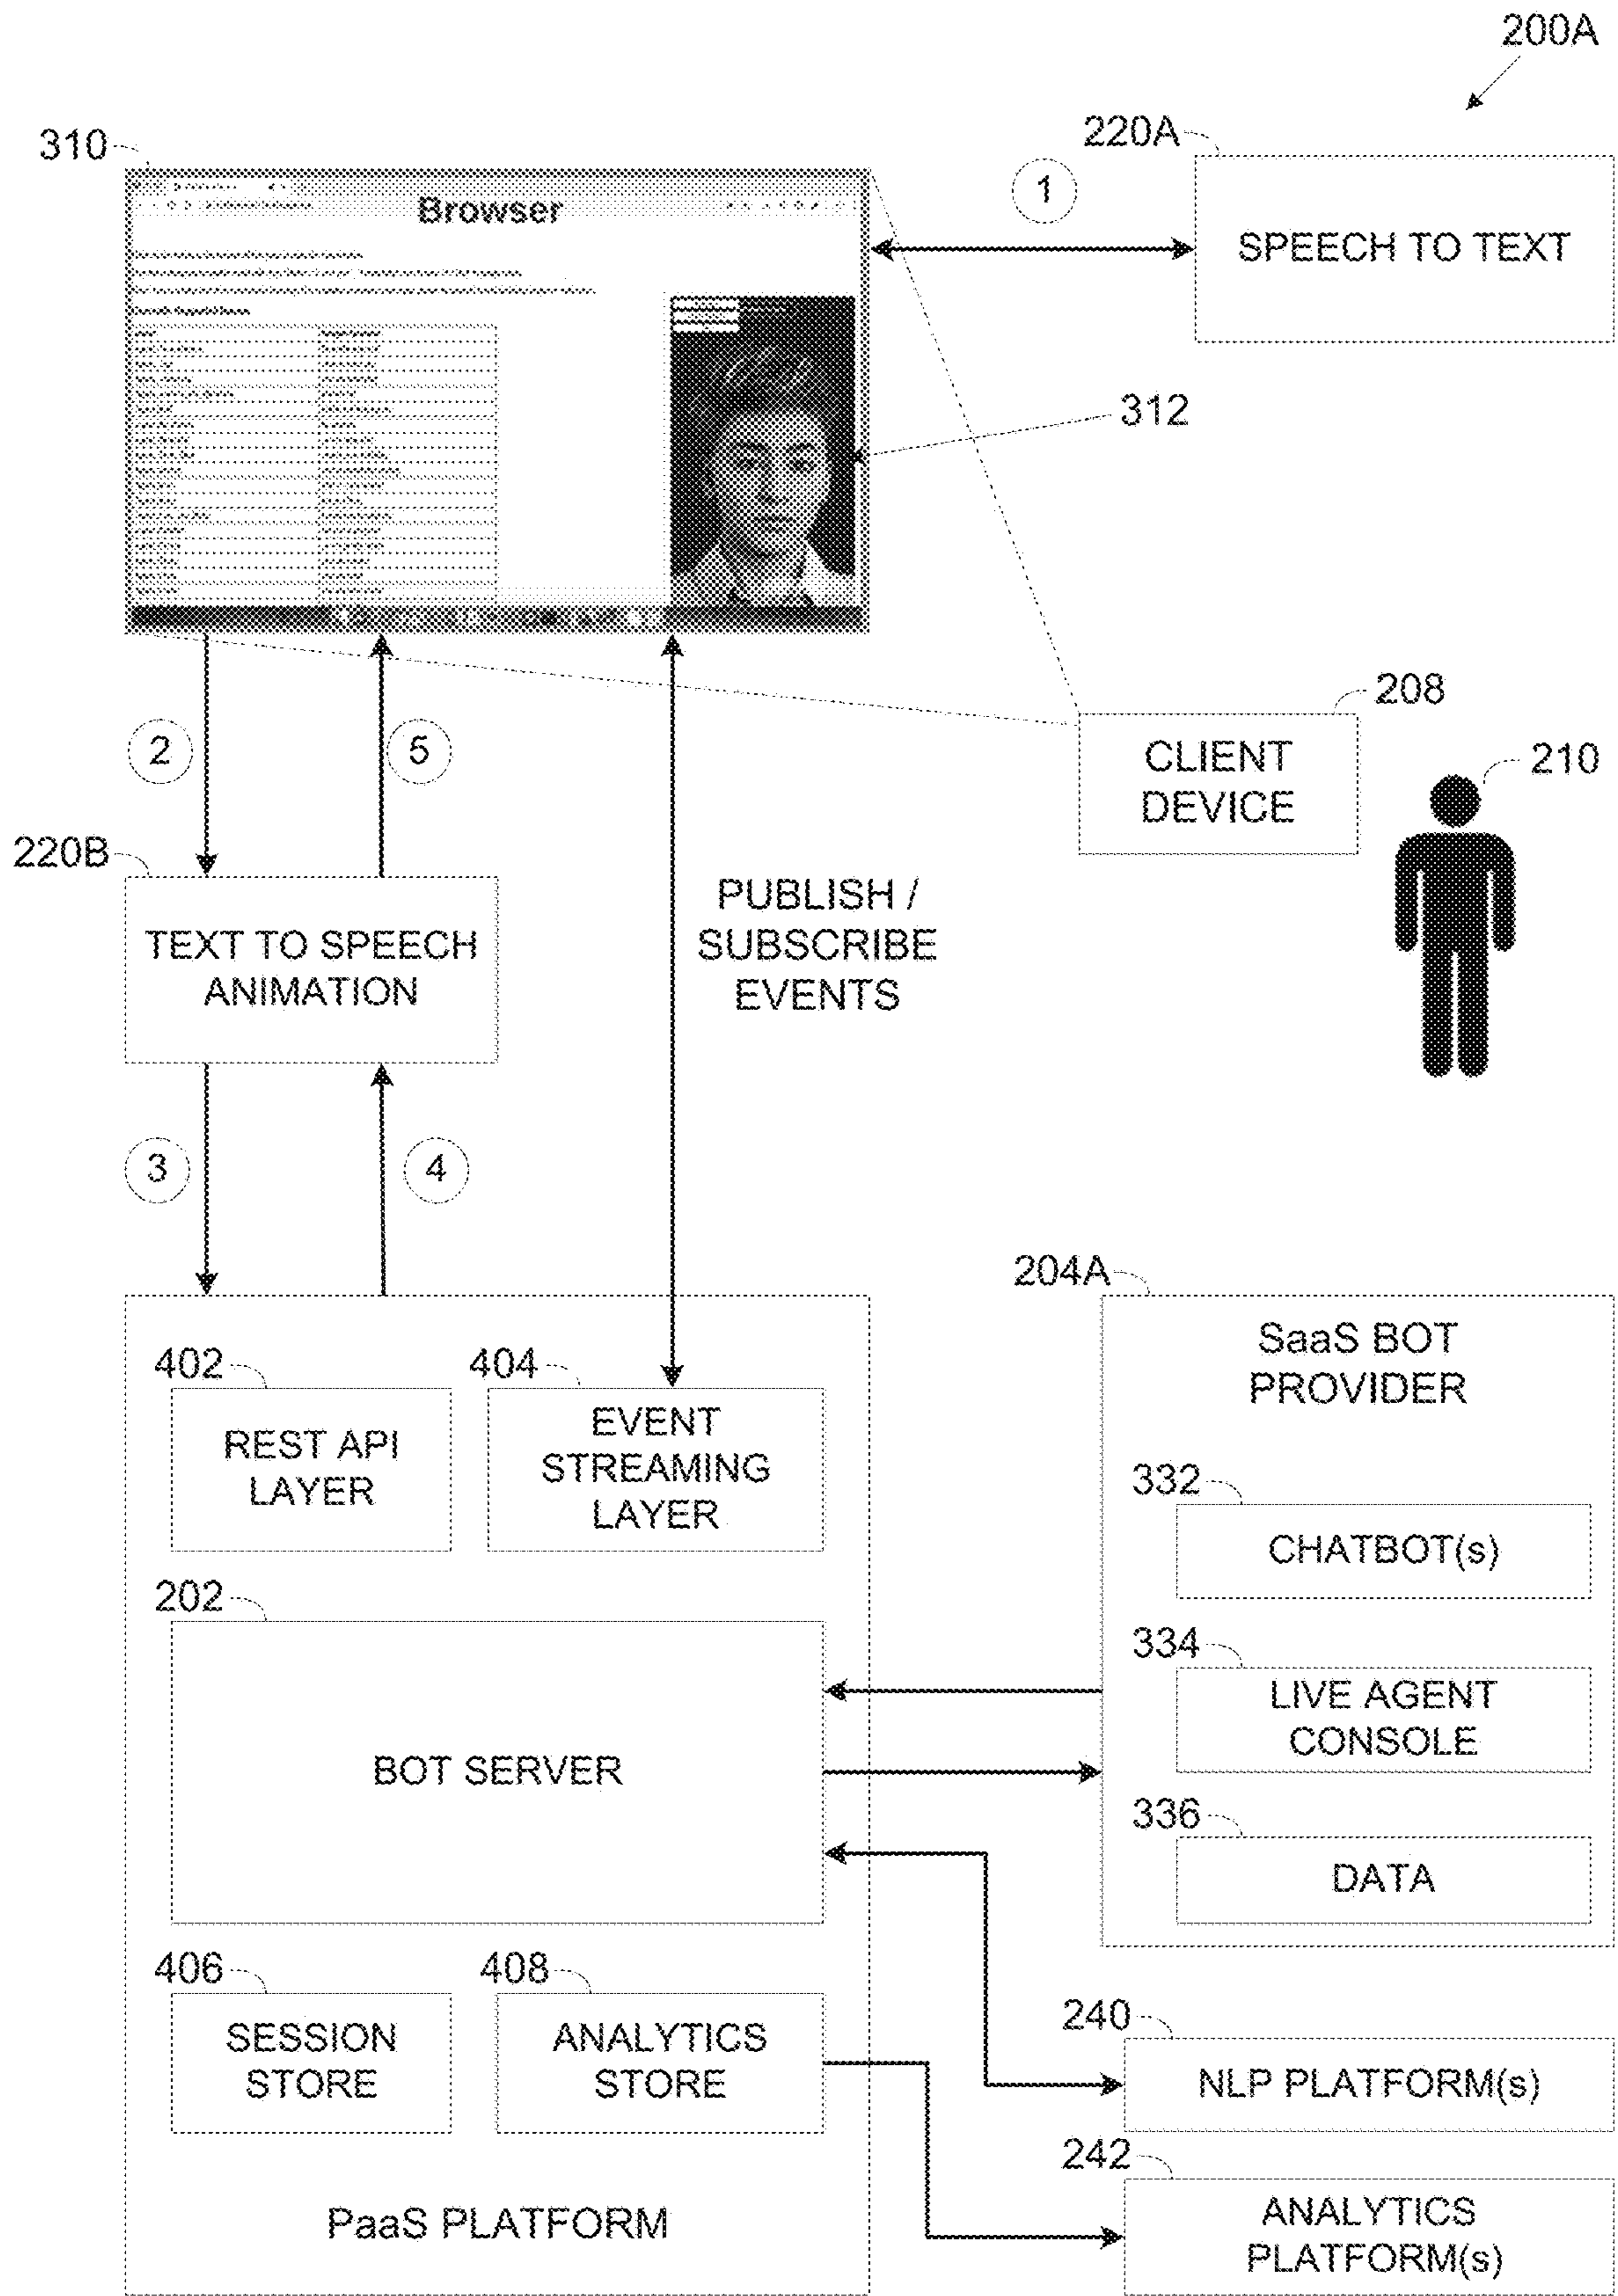 200A
310
220A
Browser
1
SPEECH TO TEXT
312
208
2
5
CLIENT
DEVICE
210
220B
TEXT TO SPEECH
ANIMATION
PUBLISH /
SUBSCRIBE
EVENTS
3
4
204A
SaaS BOT
PROVIDER
402
404
REST API
LAYER
EVENT
STREAMING
LAYER
332
CHATBOT(s)
202
BOT SERVER
334
LIVE AGENT
CONSOLE
336
DATA
406
408
SESSION
STORE
ANALYTICS
STORE
240
NLP PLATFORM(s)
242
ANALYTICS
PLATFORM(s)
PaaS PLATFORM